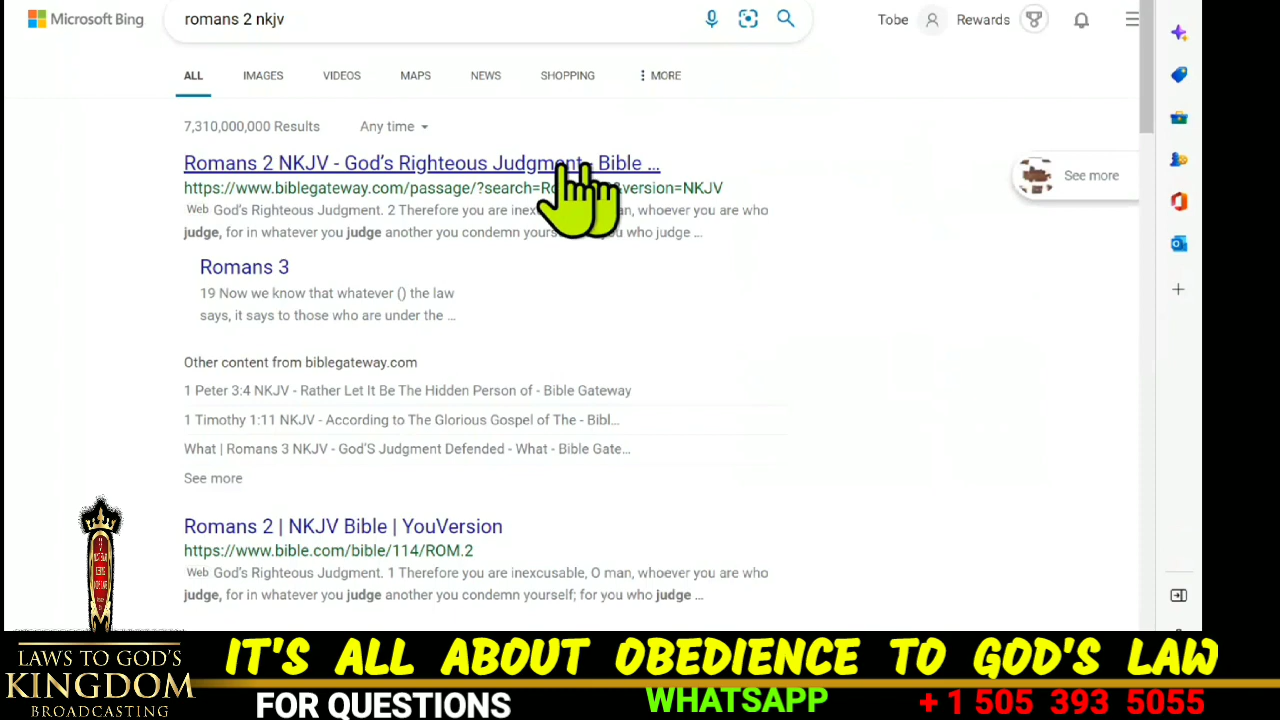 Microsoft Bing
romans 2 nkjv
Tobe
Rewards
ALL IMAGES VIDEOS MAPS NEWS SHOPPING MORE
7,310,000,000 Results Any time
Romans 2 NKJV - God's Righteous Judgment - Bible ...
https://www.biblegateway.com/passage/?search=Ro version=NKJV
Web God's Righteous Judgment. 2 Therefore you are inex man, whoever you are who
judge, for in whatever you judge another you condemn yours you who judge ...
See more
Romans 3
19 Now we know that whatever () the law
says, it says to those who are under the ...
Other content from biblegateway.com
1 Peter 3:4 NKJV - Rather Let It Be The Hidden Person of - Bible Gateway
1 Timothy 1:11 NKJV - According to The Glorious Gospel of The - Bibl...
What | Romans 3 NKJV - God'S Judgment Defended - What - Bible Gate...
See more
Romans 2 | NKJV Bible | YouVersion
https://www.bible.com/bible/114/ROM.2
Web God's Righteous Judgment. 1 Therefore you are inexcusable, O man, whoever you are who
judge, for in whatever you judge another you condemn yourself; for you who judge ...
LAWS TO GOD'S
KINGDOM
BROADCASTING
IT'S ALL ABOUT OBEDIENCE TO GOD'S LAW
FOR QUESTIONS WHATSAPP + 1 505 393 5055